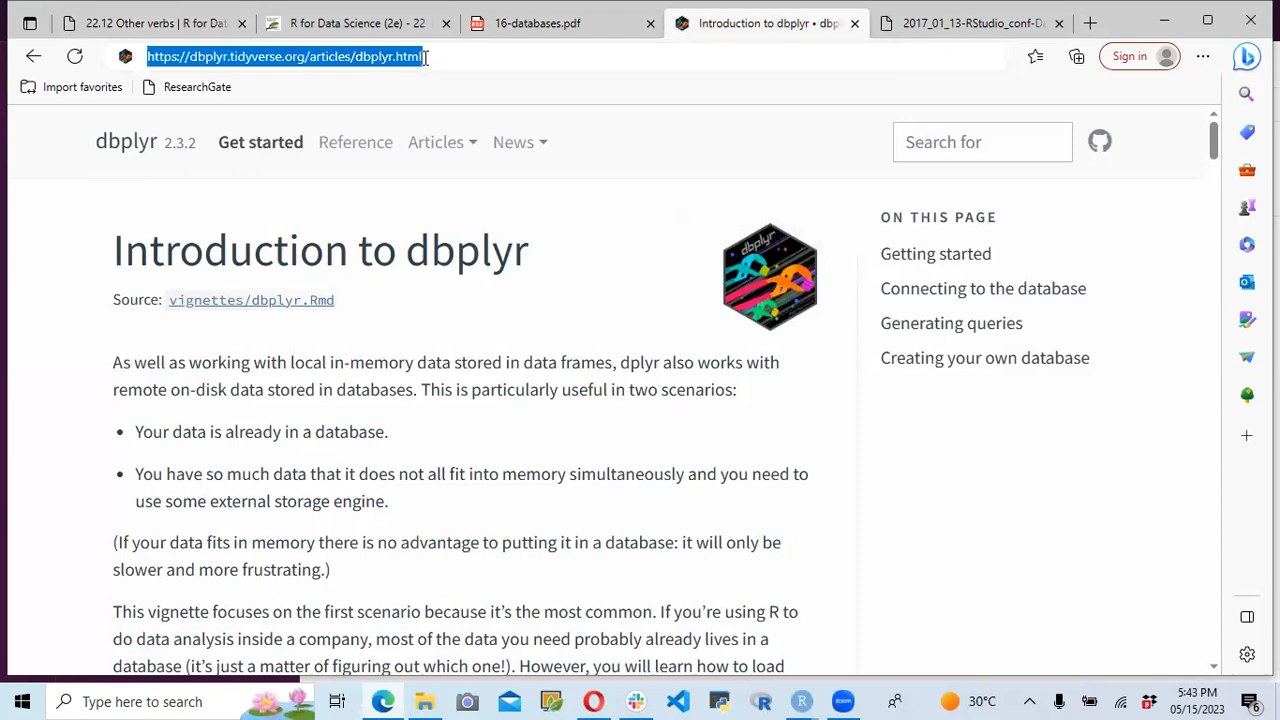 22.12 Other verbs | R for Dat
R for Data Science (2e) - 22
16-databases.pdf
Introduction to dbplyr • dbp
2017_01_13-RStudio_conf-Da
https://dbplyr.tidyverse.org/articles/dbplyr.html
Sign in
Import favorites
ResearchGate
dbplyr 2.3.2 Get started Reference Articles News
Search for
Introduction to dbplyr
dbplyr
Source: vignettes/dbplyr.Rmd
As well as working with local in-memory data stored in data frames, dplyr also works with
remote on-disk data stored in databases. This is particularly useful in two scenarios:
• Your data is already in a database.
• You have so much data that it does not all fit into memory simultaneously and you need to
use some external storage engine.
(If your data fits in memory there is no advantage to putting it in a database: it will only be
slower and more frustrating.)
This vignette focuses on the first scenario because it’s the most common. If you’re using R to
do data analysis inside a company, most of the data you need probably already lives in a
database (it’s just a matter of figuring out which one!). However, you will learn how to load
ON THIS PAGE
Getting started
Connecting to the database
Generating queries
Creating your own database
Type here to search
30°C
5:43 PM
05/15/2023
6